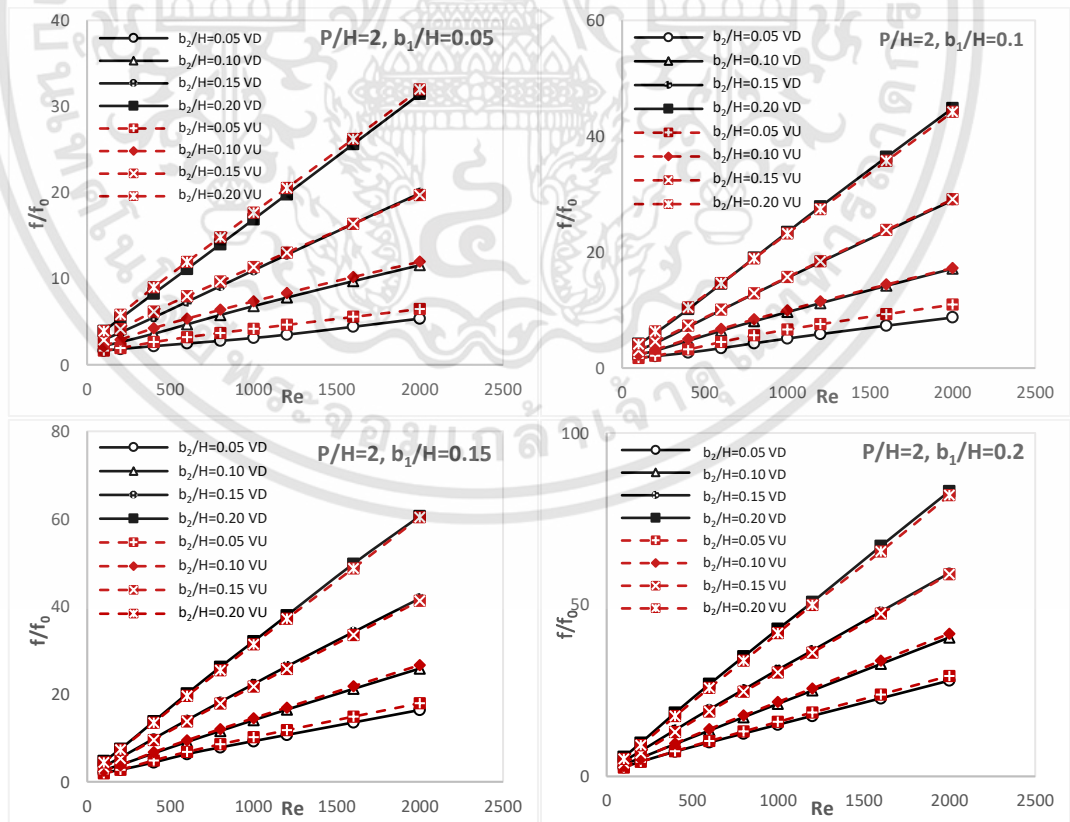 P/H=2, b₁/H=0.05
40
30
20
10
0
f/f₀
b₂/H=0.05 VD
b₂/H=0.10 VD
b₂/H=0.15 VD
b₂/H=0.20 VD
b₂/H=0.05 VU
b₂/H=0.10 VU
b₂/H=0.15 VU
b₂/H=0.20 VU
0 500 1000 1500 2000 2500
Re
P/H=2, b₁/H=0.1
60
40
20
0
f/f₀
b₂/H=0.05 VD
b₂/H=0.10 VD
b₂/H=0.15 VD
b₂/H=0.20 VD
b₂/H=0.05 VU
b₂/H=0.10 VU
b₂/H=0.15 VU
b₂/H=0.20 VU
0 500 1000 1500 2000 2500
Re
P/H=2, b₁/H=0.15
80
60
40
20
0
f/f₀
b₂/H=0.05 VD
b₂/H=0.10 VD
b₂/H=0.15 VD
b₂/H=0.20 VD
b₂/H=0.05 VU
b₂/H=0.10 VU
b₂/H=0.15 VU
b₂/H=0.20 VU
0 500 1000 1500 2000 2500
Re
P/H=2, b₁/H=0.2
100
50
0
f/f₀
b₂/H=0.05 VD
b₂/H=0.10 VD
b₂/H=0.15 VD
b₂/H=0.20 VD
b₂/H=0.05 VU
b₂/H=0.10 VU
b₂/H=0.15 VU
b₂/H=0.20 VU
0 500 1000 1500 2000 2500
Re